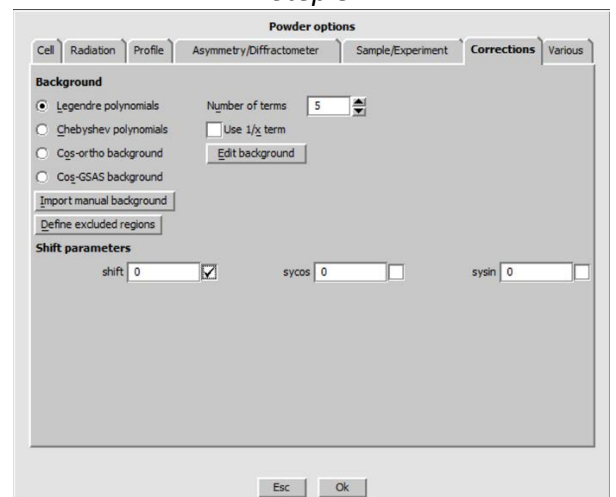 Powder options
Cell Radiation Profile Asymmetry/Diffractometer Sample/Experiment Corrections Various
Background
Legendre polynomials Number of terms 5
Chebyshev polynomials Use 1/x term
Cos-ortho background Edit background
Cos-GSAS background
Import manual background
Define excluded regions
Shift parameters
shift 0 sycos 0 sysin 0
Esc Ok